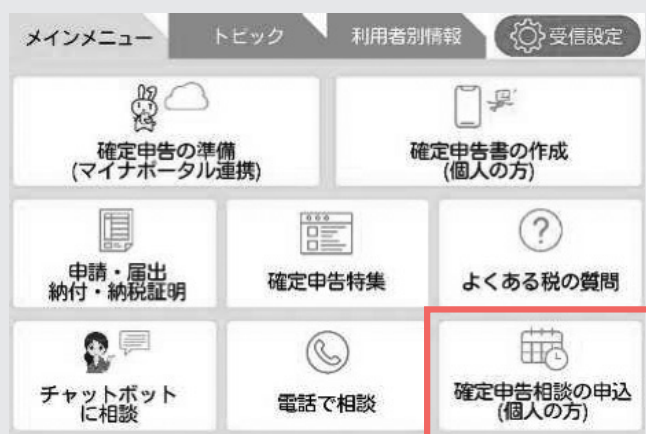 メインメニュー
トピック
利用者別情報
受信設定
確定申告の準備
(マイナポータル連携)
確定申告書の作成
(個人の方)
申請・届出
納付・納税証明
確定申告特集
よくある税の質問
チャットボット
に相談
電話で相談
確定申告相談の申込
(個人の方)